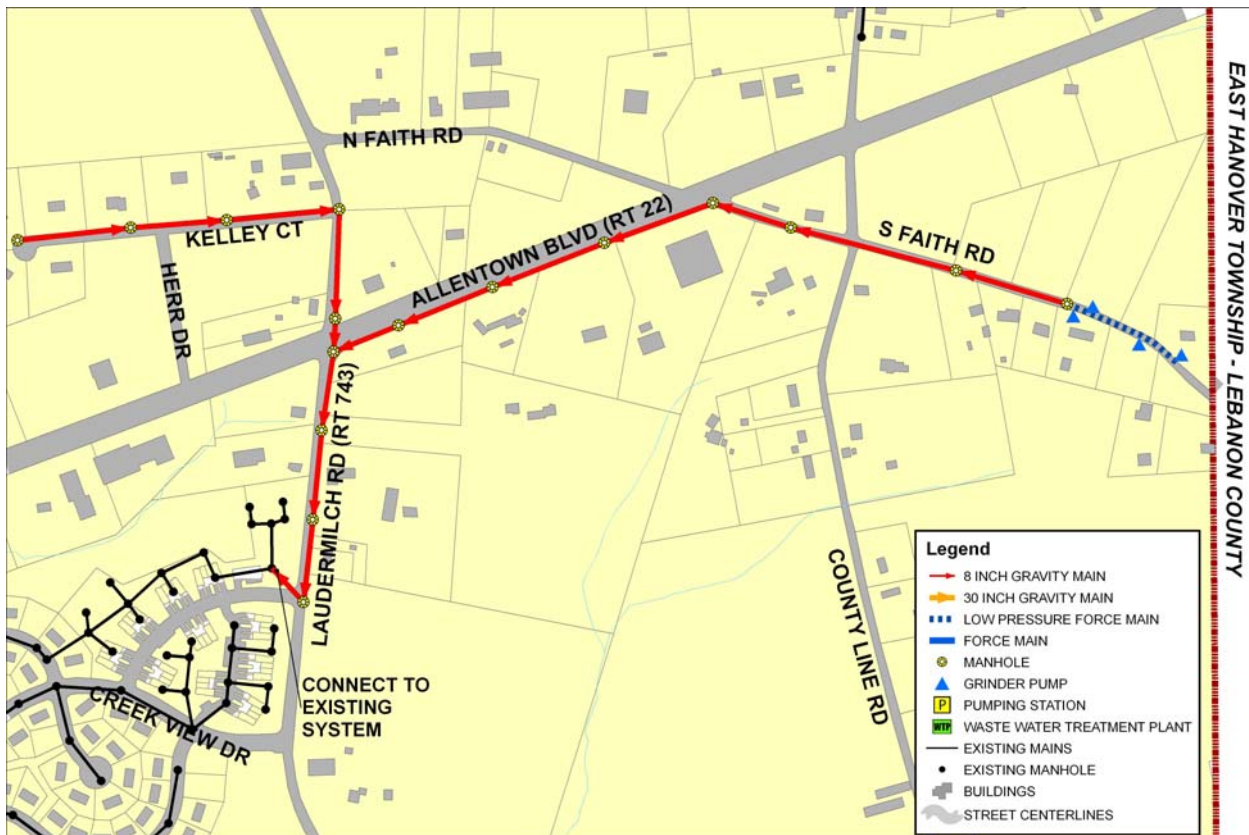 N FAITH RD
KELLEY CT
HERR DR
ALLENTOWN BLVD (RT 22)
S FAITH RD
EAST HANOVER TOWNSHIP - LEBANON COUNTY
LAUDERMILCH RD (RT 743)
COUNTY LINE RD
CREEK VIEW DR
CONNECT TO
EXISTING
SYSTEM
Legend
8 INCH GRAVITY MAIN
30 INCH GRAVITY MAIN
LOW PRESSURE FORCE MAIN
FORCE MAIN
MANHOLE
GRINDER PUMP
P PUMPING STATION
WTP WASTE WATER TREATMENT PLANT
EXISTING MAINS
EXISTING MANHOLE
BUILDINGS
STREET CENTERLINES